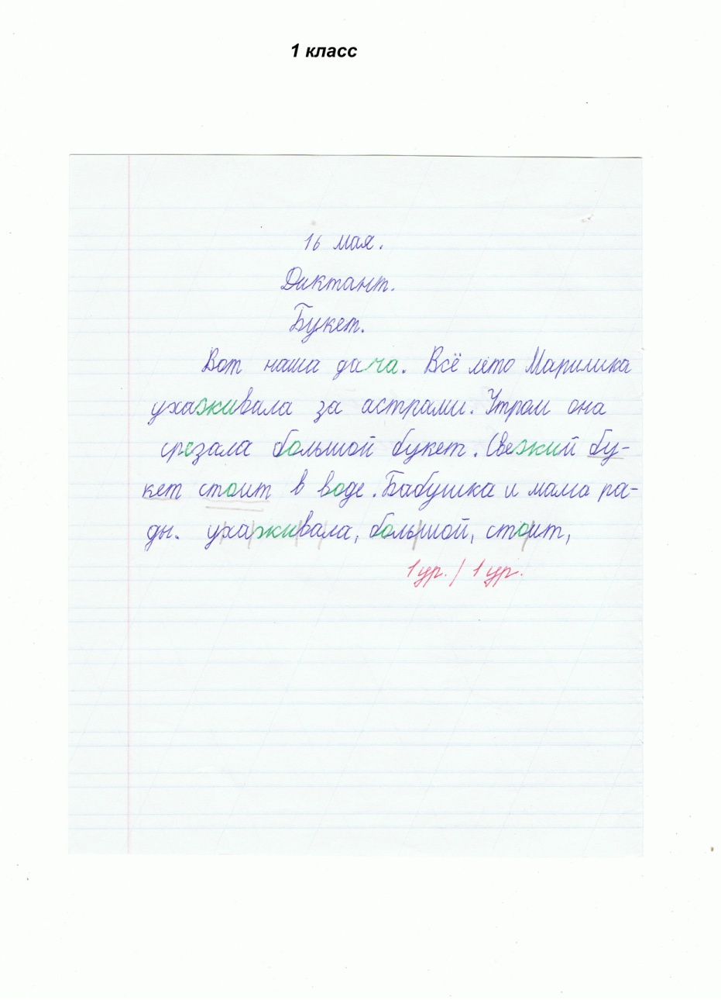 1 класс
16 мая.
Диктант.
Букет.
Вот наша дача. Всё лето Маришка
ухаживала за астрами. Утром она
срезала большой букет. Свежий бу-
кет стоит в воде. Бабушка и мама ра-
ды. ухаживала, большой, стоит,
1 ур. / 1 ур.